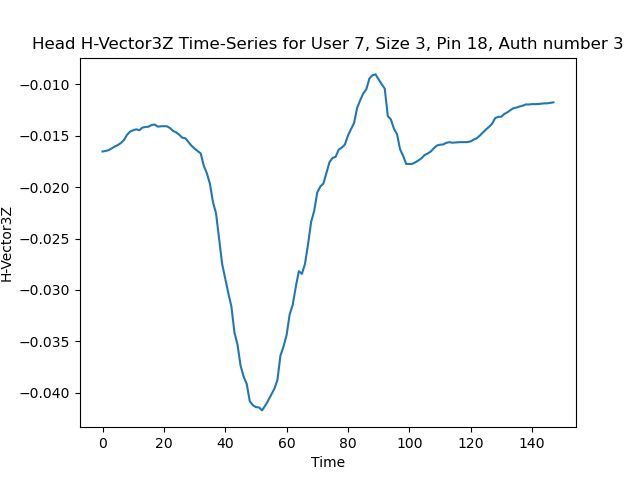 Head H-Vector3Z Time-Series for User 7, Size 3, Pin 18, Auth number 3
−0.010
−0.015
−0.020
−0.025
−0.030
−0.035
−0.040
H-Vector3Z
0 20 40 60 80 100 120 140
Time